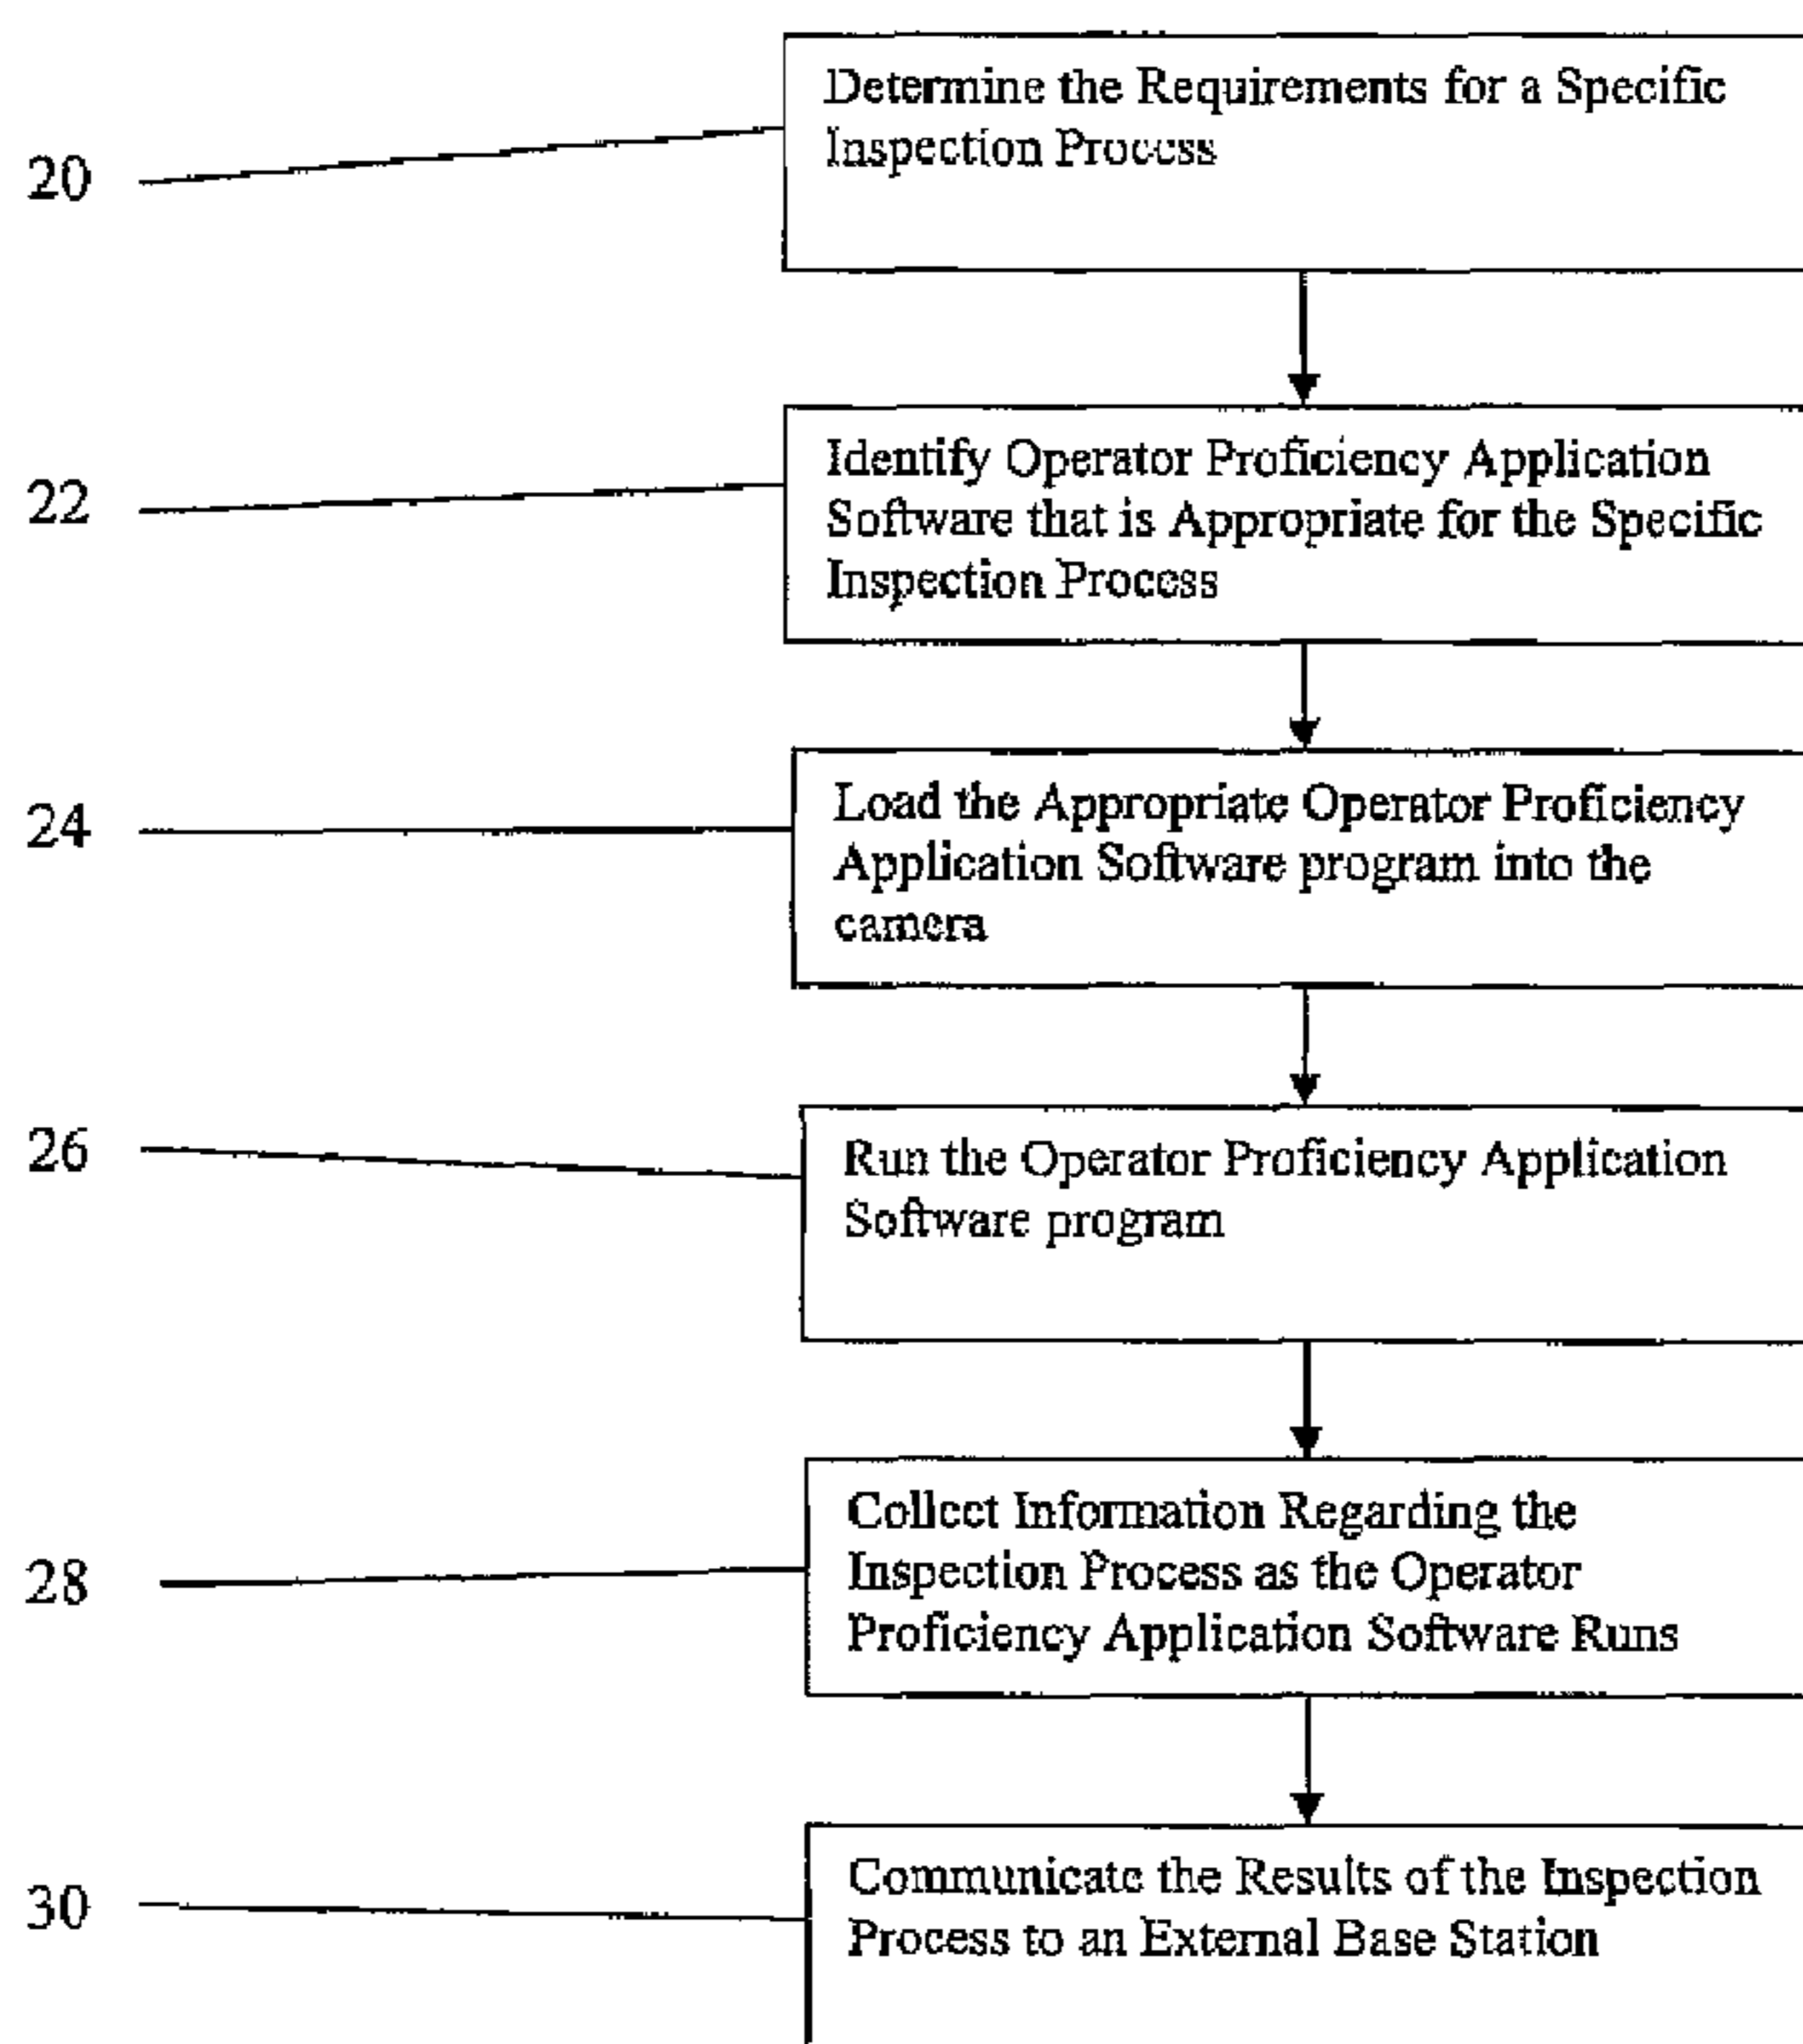 20
Determine the Requirements for a Specific
Inspection Process
22
Identify Operator Proficiency Application
Software that is Appropriate for the Specific
Inspection Process
24
Load the Appropriate Operator Proficiency
Application Software program into the
camera
26
Run the Operator Proficiency Application
Software program
28
Collect Information Regarding the
Inspection Process as the Operator
Proficiency Application Software Runs
30
Communicate the Results of the Inspection
Process to an External Base Station